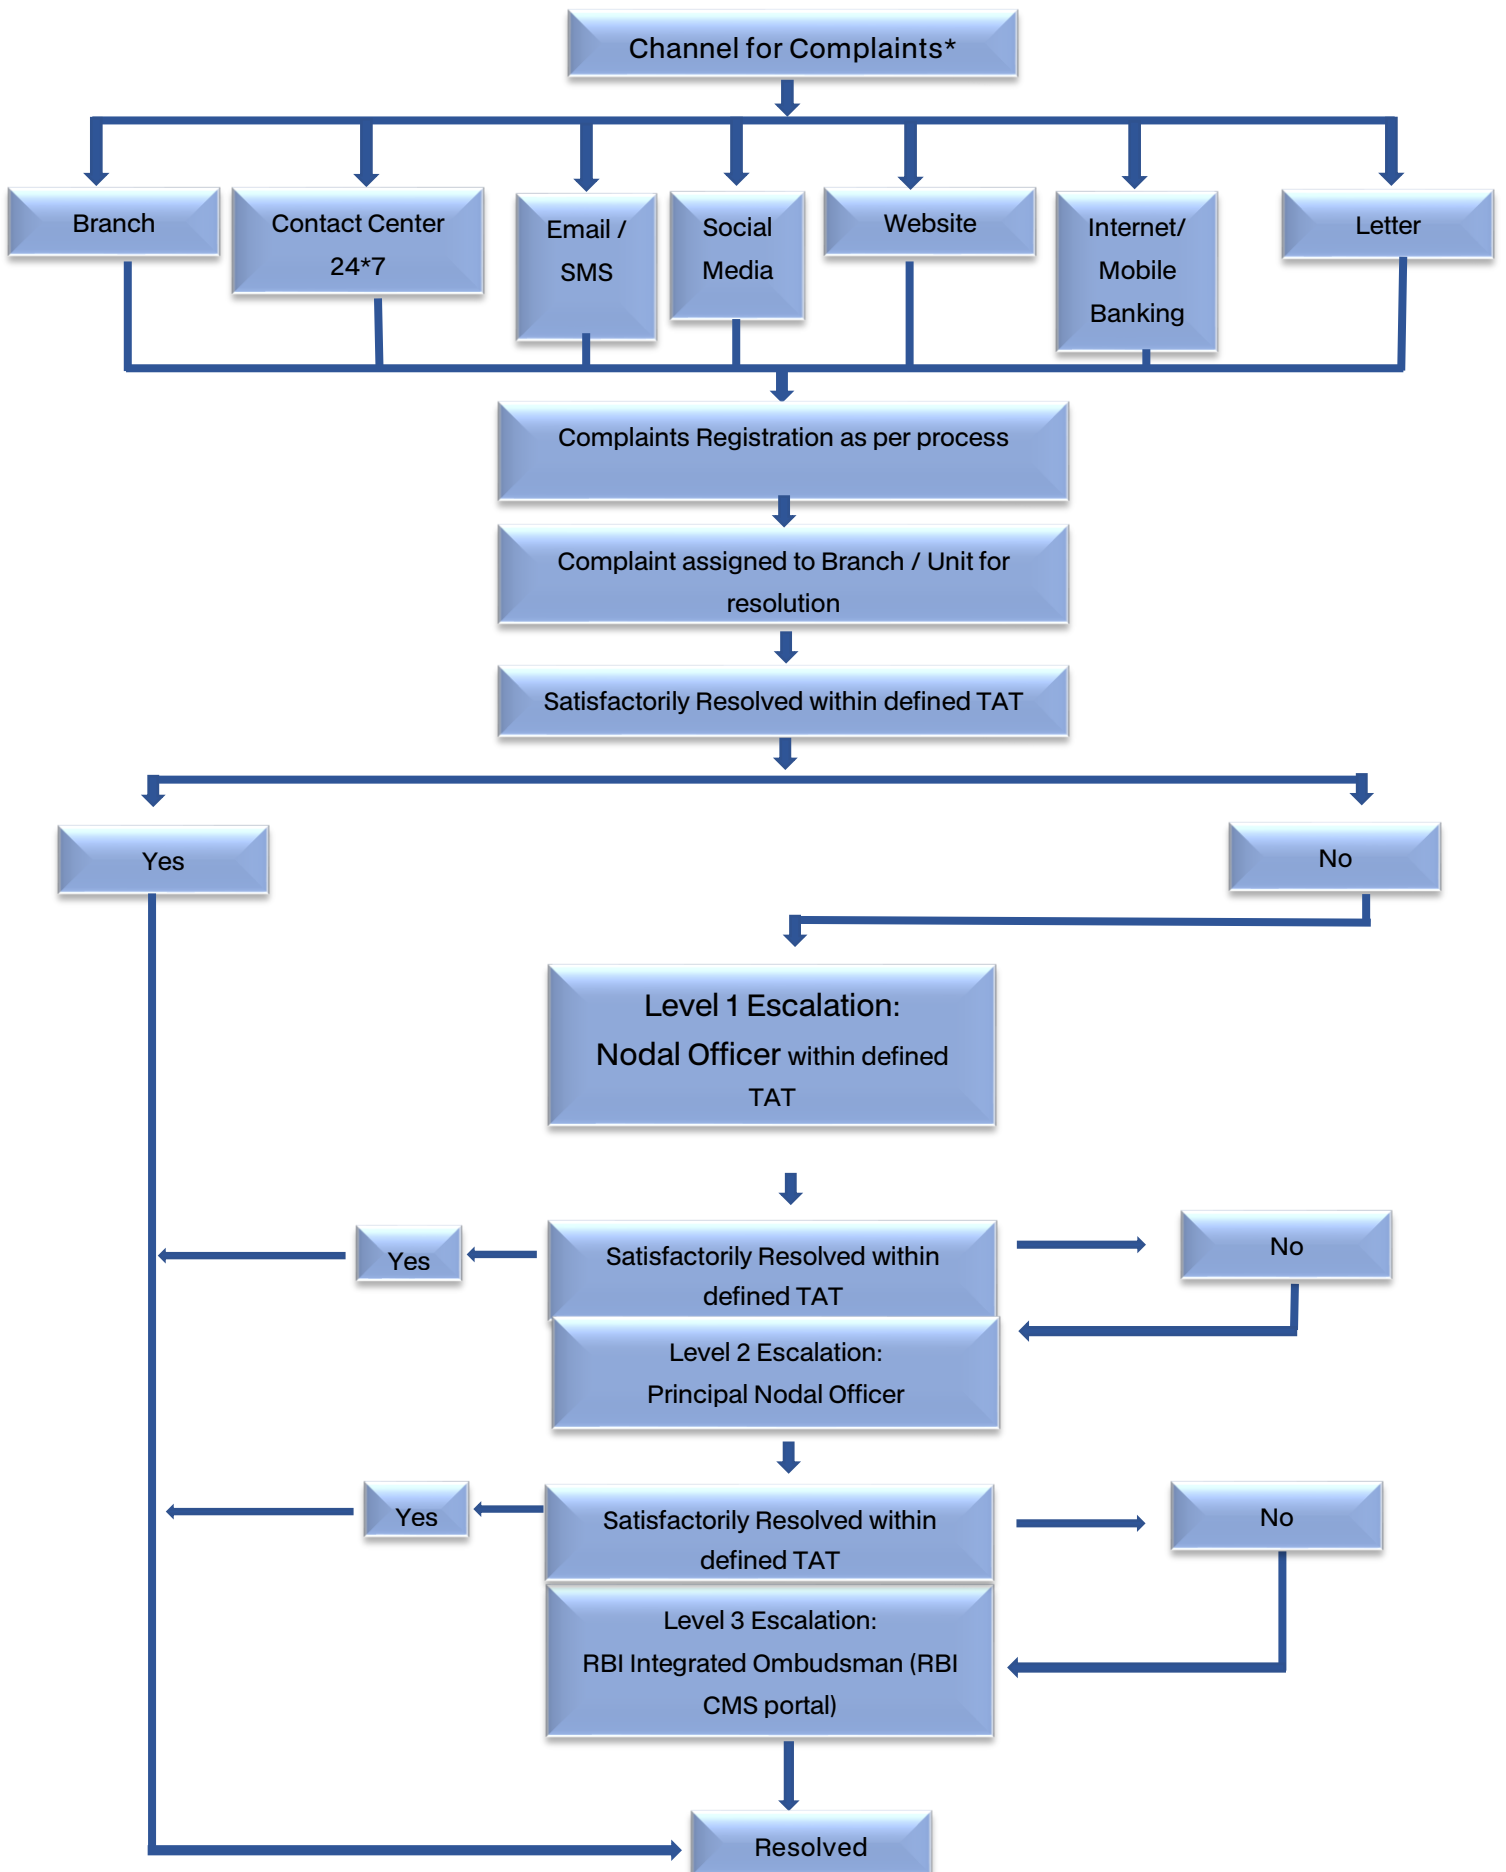 Channel for Complaints*
Branch
Contact Center
24*7
Email /
SMS
Social
Media
Website
Internet/
Mobile
Banking
Letter
Complaints Registration as per process
Complaint assigned to Branch / Unit for
resolution
Satisfactorily Resolved within defined TAT
Yes
No
Level 1 Escalation:
Nodal Officer within defined
TAT
Yes
Satisfactorily Resolved within
defined TAT
No
Level 2 Escalation:
Principal Nodal Officer
Yes
Satisfactorily Resolved within
defined TAT
No
Level 3 Escalation:
RBI Integrated Ombudsman (RBI
CMS portal)
Resolved